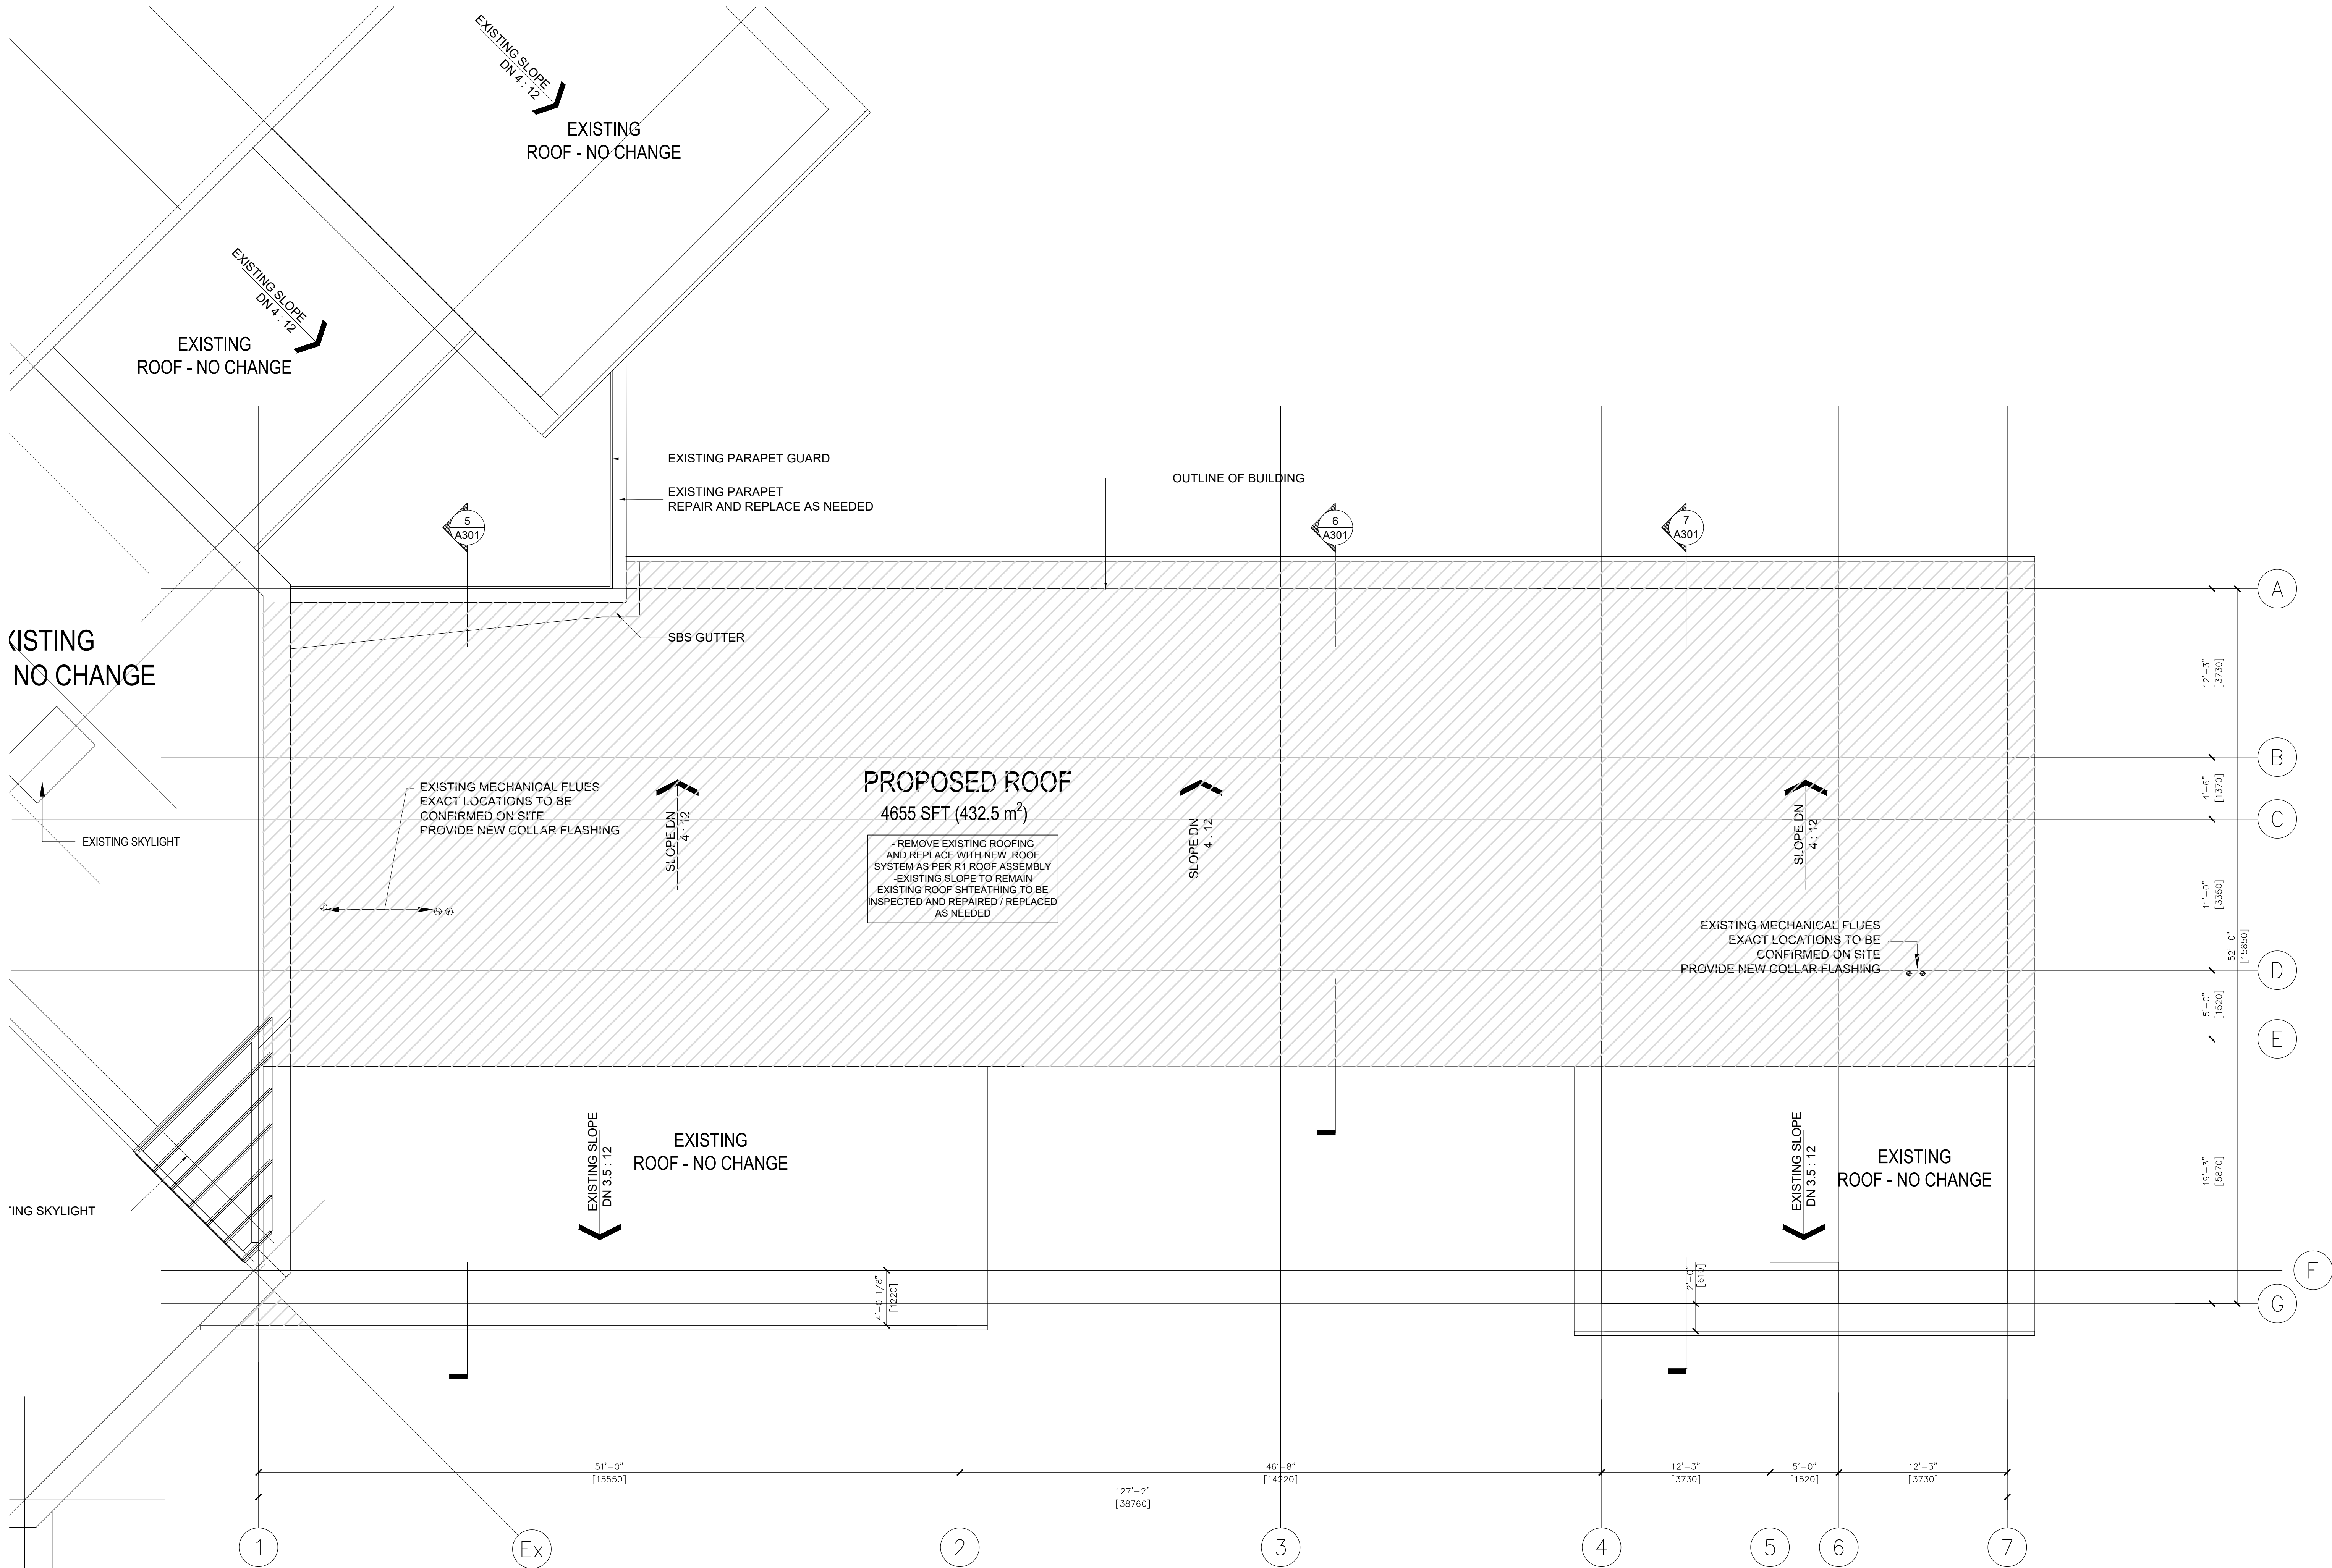 EXISTING SLOPE
DN 4 : 12
EXISTING
ROOF - NO CHANGE
EXISTING SLOPE
DN 4 : 12
EXISTING
ROOF - NO CHANGE
EXISTING PARAPET GUARD
EXISTING PARAPET
REPAIR AND REPLACE AS NEEDED
OUTLINE OF BUILDING
5
A301
6
A301
7
A301
A
SBS GUTTER
XISTING
NO CHANGE
12'-3"
[3730]
B
EXISTING MECHANICAL FLUES
EXACT LOCATIONS TO BE
CONFIRMED ON SITE
PROVIDE NEW COLLAR FLASHING
SLOPE DN
4 : 12
PROPOSED ROOF
4655 SFT (432.5 m²)
- REMOVE EXISTING ROOFING
AND REPLACE WITH NEW ROOF
SYSTEM AS PER R1 ROOF ASSEMBLY
-EXISTING SLOPE TO REMAIN
EXISTING ROOF SHTEATHING TO BE
INSPECTED AND REPAIRED / REPLACED
AS NEEDED
SLOPE DN
4 : 12
SLOPE DN
4 : 12
4'-6"
[1370]
C
EXISTING SKYLIGHT
11'-0"
[3350]
52'-0"
[15850]
EXISTING MECHANICAL FLUES
EXACT LOCATIONS TO BE
CONFIRMED ON SITE
PROVIDE NEW COLLAR FLASHING
D
5'-0"
[1520]
E
EXISTING SLOPE
DN 3.5 : 12
EXISTING
ROOF - NO CHANGE
EXISTING SLOPE
DN 3.5 : 12
EXISTING
ROOF - NO CHANGE
19'-3"
[5870]
TING SKYLIGHT
4'-0 1/8"
[1220]
2'-0"
[610]
F
G
51'-0"
[15550]
46'-8"
[14220]
12'-3"
[3730]
5'-0"
[1520]
12'-3"
[3730]
127'-2"
[38760]
1
Ex
2
3
4
5
6
7